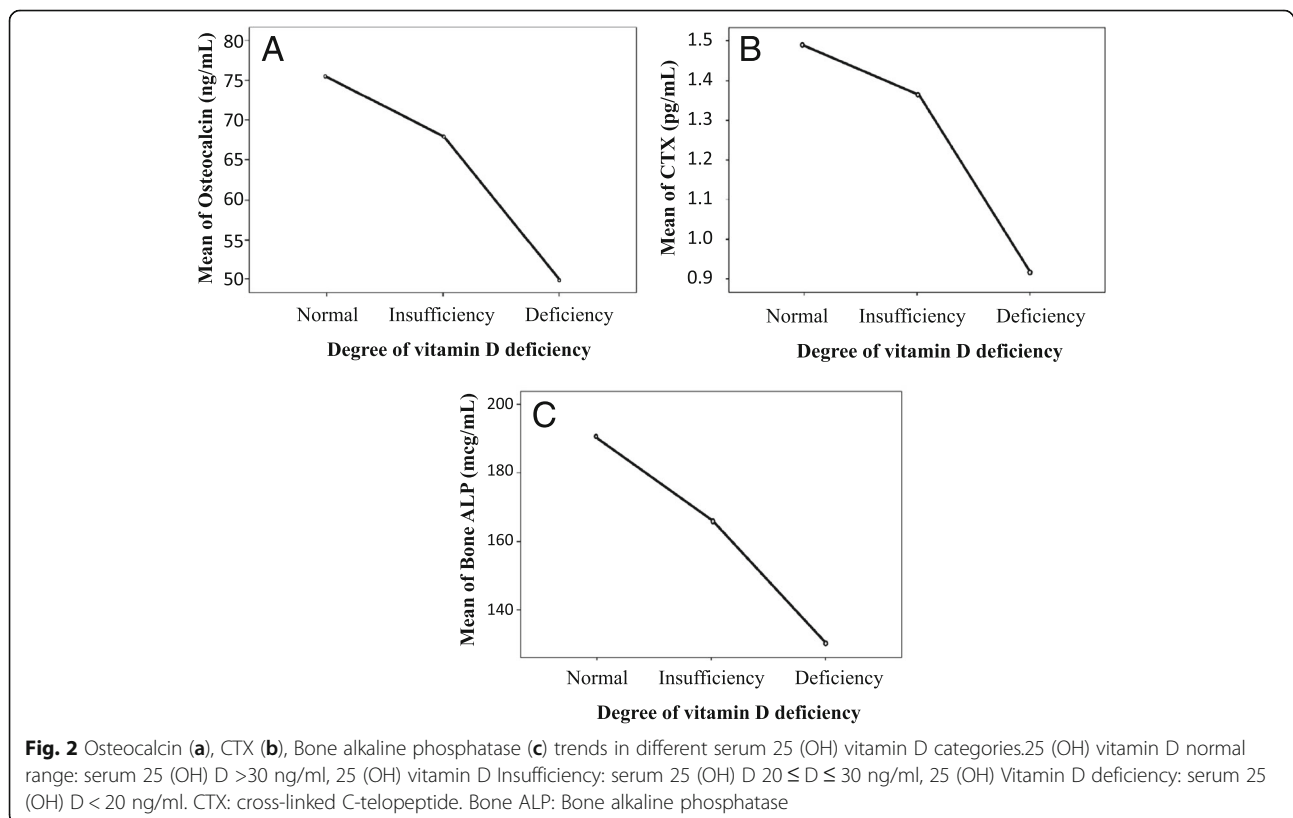 A
Mean of Osteocalcin (ng/mL)
80
75
70
65
60
55
50
Normal Insufficiency Deficiency
Degree of vitamin D deficiency
B
Mean of CTX (pg/mL)
1.5
1.4
1.3
1.2
1.1
1.0
0.9
Normal Insufficiency Deficiency
Degree of vitamin D deficiency
C
Mean of Bone ALP (mcg/mL)
200
180
160
140
Normal Insufficiency Deficiency
Degree of vitamin D deficiency
Fig. 2 Osteocalcin (a), CTX (b), Bone alkaline phosphatase (c) trends in different serum 25 (OH) vitamin D categories.25 (OH) vitamin D normal
range: serum 25 (OH) D >30 ng/ml, 25 (OH) vitamin D Insufficiency: serum 25 (OH) D 20 ≤ D ≤ 30 ng/ml, 25 (OH) Vitamin D deficiency: serum 25
(OH) D < 20 ng/ml. CTX: cross-linked C-telopeptide. Bone ALP: Bone alkaline phosphatase